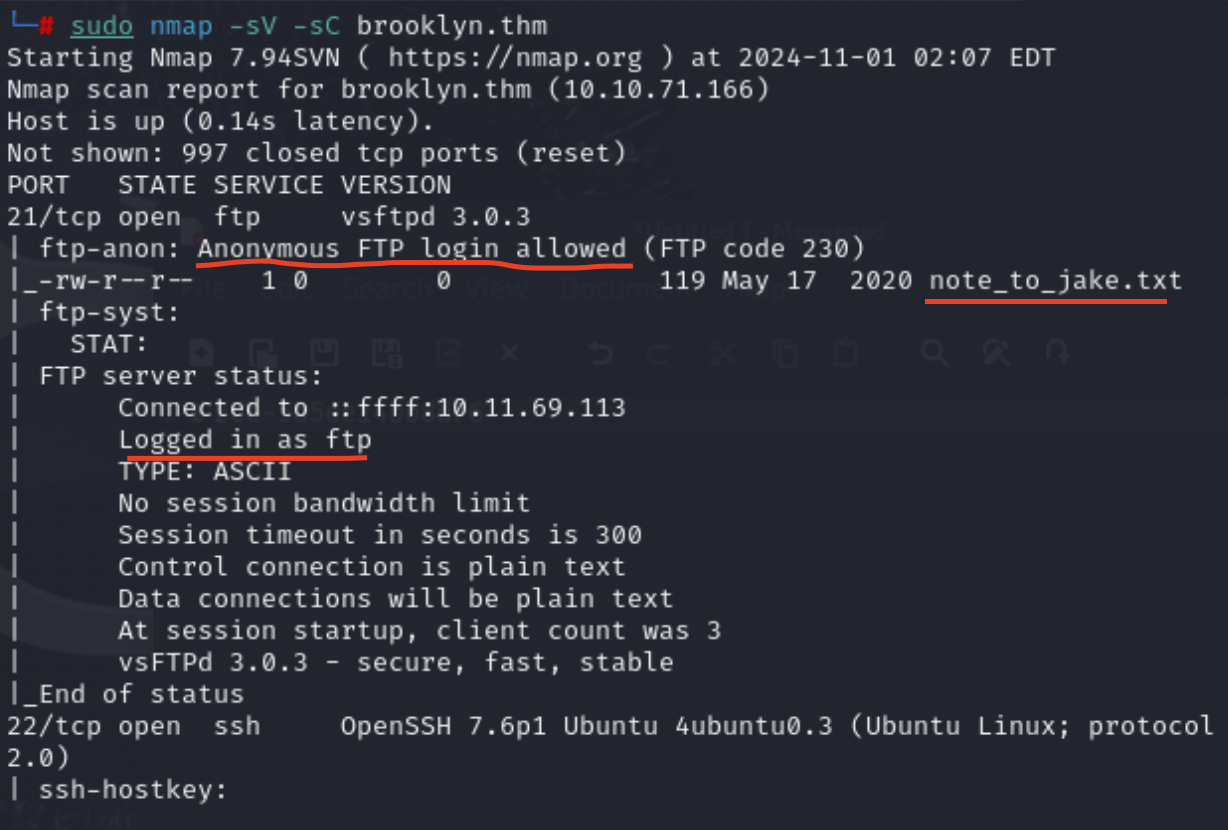 └─# sudo nmap -sV -sC brooklyn.thm
Starting Nmap 7.94SVN ( https://nmap.org ) at 2024-11-01 02:07 EDT
Nmap scan report for brooklyn.thm (10.10.71.166)
Host is up (0.14s latency).
Not shown: 997 closed tcp ports (reset)
PORT   STATE SERVICE VERSION
21/tcp open  ftp     vsftpd 3.0.3
| ftp-anon: Anonymous FTP login allowed (FTP code 230)
|_-rw-r--r--    1 0        0             119 May 17  2020 note_to_jake.txt
| ftp-syst:
|   STAT:
| FTP server status:
|      Connected to ::ffff:10.11.69.113
|      Logged in as ftp
|      TYPE: ASCII
|      No session bandwidth limit
|      Session timeout in seconds is 300
|      Control connection is plain text
|      Data connections will be plain text
|      At session startup, client count was 3
|      vsFTPd 3.0.3 - secure, fast, stable
|_End of status
22/tcp open  ssh     OpenSSH 7.6p1 Ubuntu 4ubuntu0.3 (Ubuntu Linux; protocol
2.0)
| ssh-hostkey: